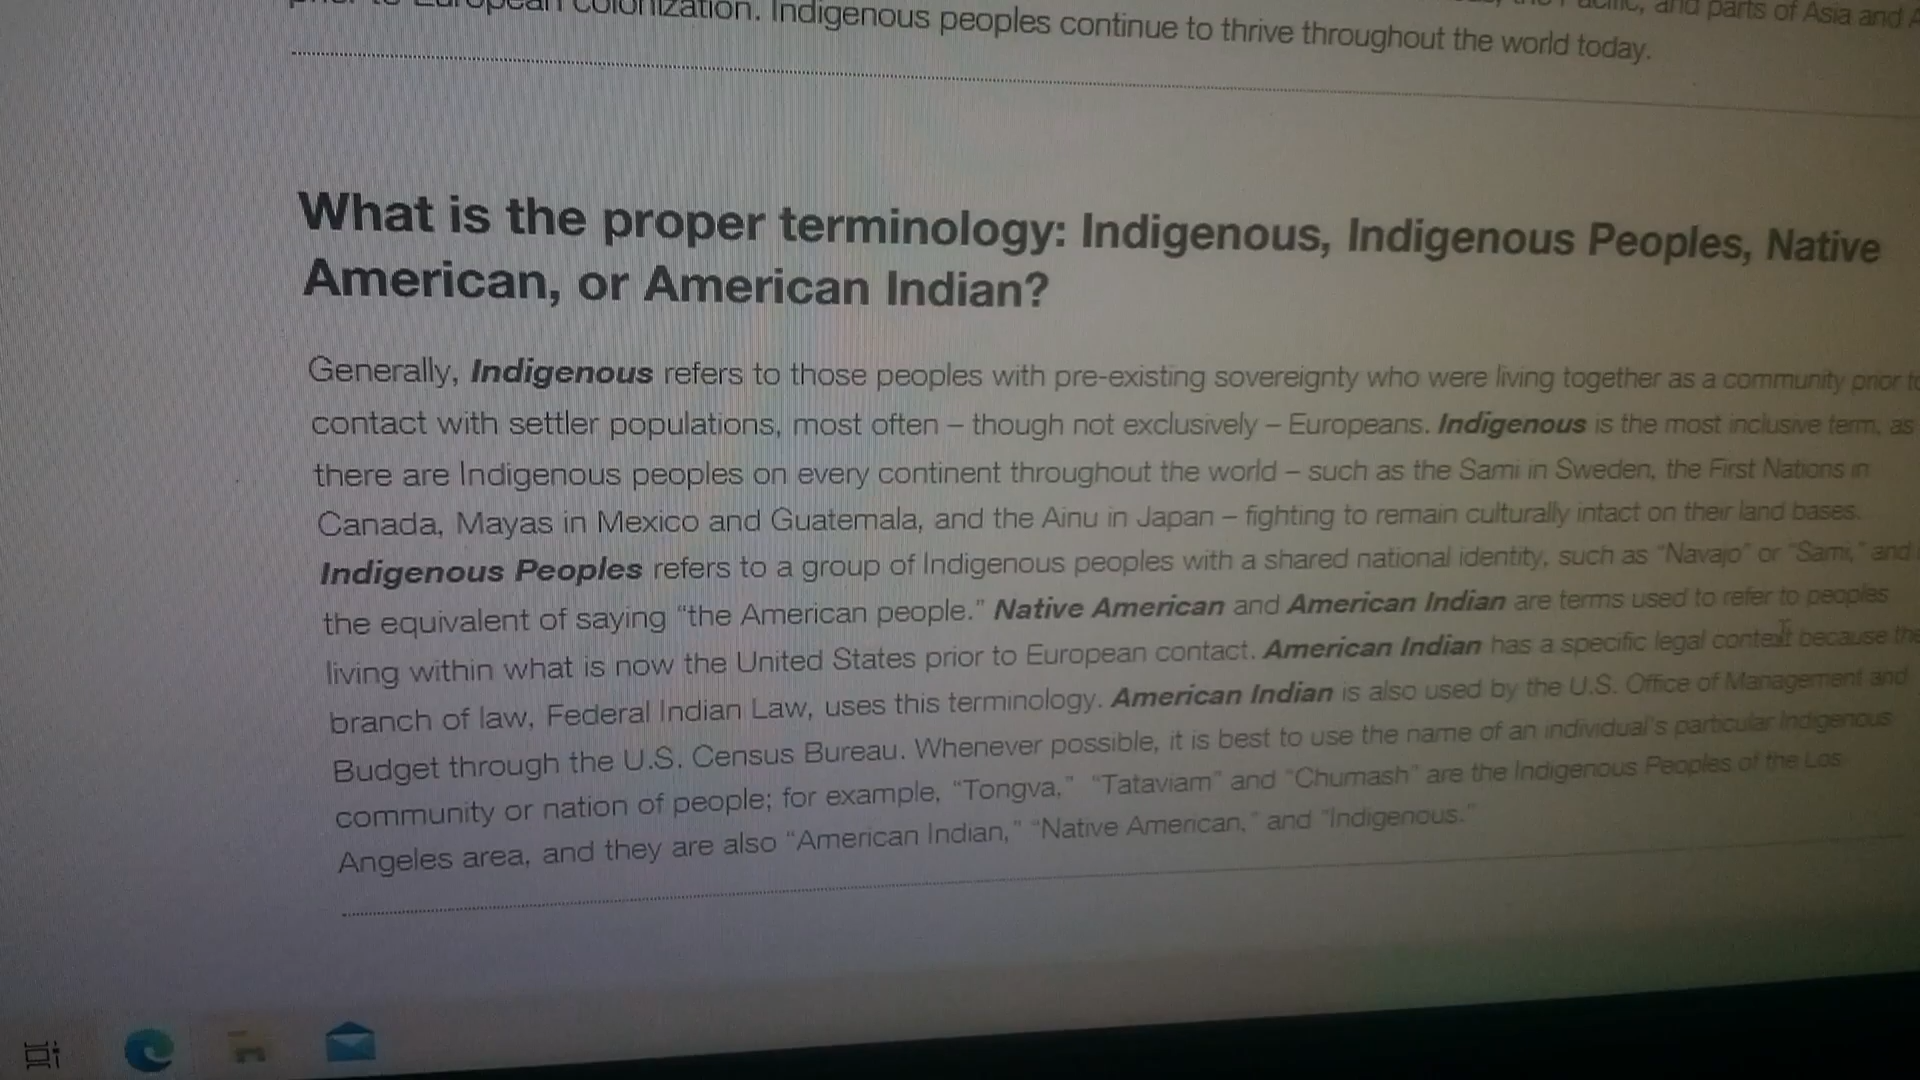 prior to European colonization. Indigenous peoples continue to thrive throughout the world today.
and parts of Asia and
What is the proper terminology: Indigenous, Indigenous Peoples, Native
American, or American Indian?
Generally, Indigenous refers to those peoples with pre-existing sovereignty who were living together as a community prior to
contact with settler populations, most often – though not exclusively – Europeans. Indigenous is the most inclusive term, as
there are Indigenous peoples on every continent throughout the world – such as the Sami in Sweden, the First Nations in
Canada, Mayas in Mexico and Guatemala, and the Ainu in Japan – fighting to remain culturally intact on their land bases.
Indigenous Peoples refers to a group of Indigenous peoples with a shared national identity, such as “Navajo” or “Sami,” and
the equivalent of saying “the American people.” Native American and American Indian are terms used to refer to peoples
living within what is now the United States prior to European contact. American Indian has a specific legal context because the
branch of law, Federal Indian Law, uses this terminology. American Indian is also used by the U.S. Office of Management and
Budget through the U.S. Census Bureau. Whenever possible, it is best to use the name of an individual's particular Indigenous
community or nation of people; for example, “Tongva,” “Tataviam” and “Chumash” are the Indigenous Peoples of the Los
Angeles area, and they are also “American Indian,” “Native American,” and “Indigenous.”